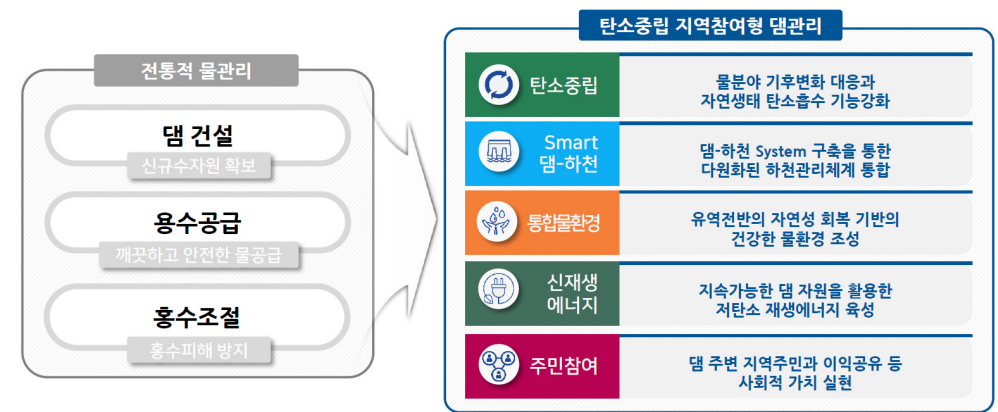 전통적 물관리
댐 건설
신규수자원 확보
용수공급
깨끗하고 안전한 물공급
홍수조절
홍수피해 방지
탄소중립 지역참여형 댐관리
탄소중립
물분야 기후변화 대응과
자연생태 탄소흡수 기능강화
Smart
댐-하천
댐-하천 System 구축을 통한
다원화된 하천관리체계 통합
통합물환경
유역전반의 자연성 회복 기반의
건강한 물환경 조성
신재생
에너지
지속가능한 댐 자원을 활용한
저탄소 재생에너지 육성
주민참여
댐 주변 지역주민과 이익공유 등
사회적 가치 실현